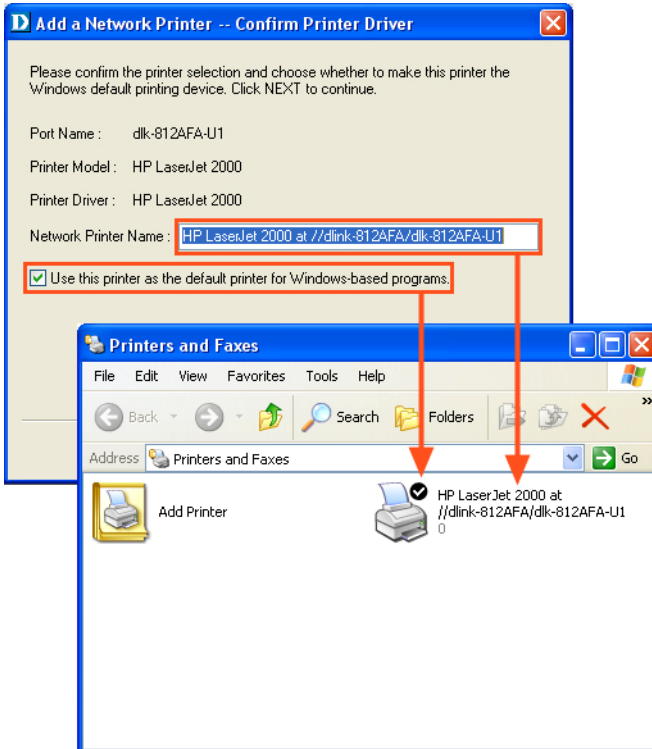 D Add a Network Printer -- Confirm Printer Driver
Please confirm the printer selection and choose whether to make this printer the
Windows default printing device. Click NEXT to continue.
Port Name : dlk-812AFA-U1
Printer Model : HP LaserJet 2000
Printer Driver : HP LaserJet 2000
Network Printer Name : HP LaserJet 2000 at //dlink-812AFA/dlk-812AFA-U1
Use this printer as the default printer for Windows-based programs.
Printers and Faxes
File Edit View Favorites Tools Help
Back Search Folders »
Address Printers and Faxes Go
Add Printer
HP LaserJet 2000 at
//dlink-812AFA/dlk-812AFA-U1
0